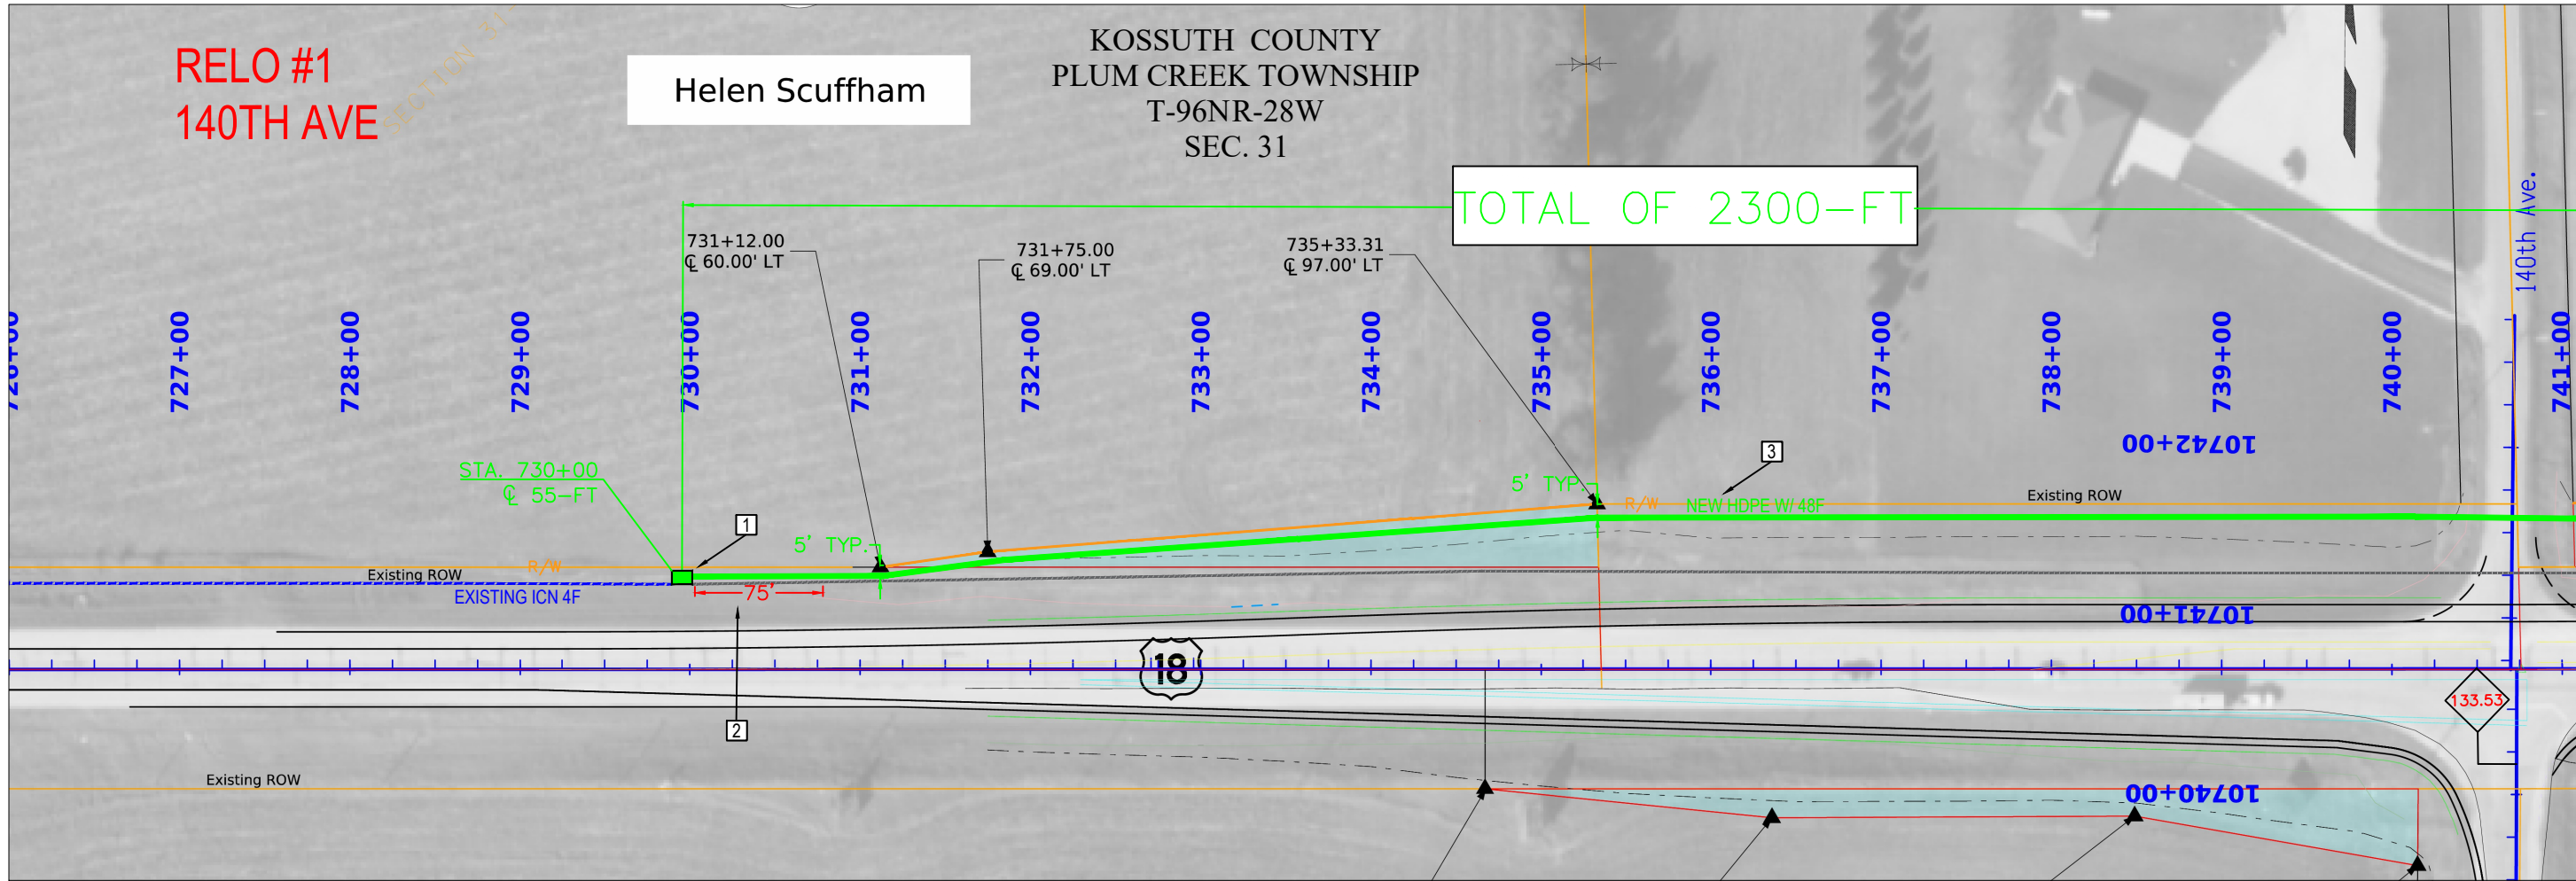 RELO #1
140TH AVE
SECTION 31
Helen Scuffham
KOSSUTH COUNTY
PLUM CREEK TOWNSHIP
T-96NR-28W
SEC. 31
TOTAL OF 2300-FT
140th Ave.
731+12.00
℄ 60.00' LT
731+75.00
℄ 69.00' LT
735+33.31
℄ 97.00' LT
726+00
727+00
728+00
729+00
730+00
731+00
732+00
733+00
734+00
735+00
736+00
737+00
738+00
739+00
740+00
741+00
10742+00
STA. 730+00
℄ 55-FT
1
5' TYP.
5' TYP.
3
R/W
NEW HDPE W/ 48F
Existing ROW
Existing ROW
R/W
EXISTING ICN 4F
75'
10741+00
18
2
133.53
Existing ROW
10740+00